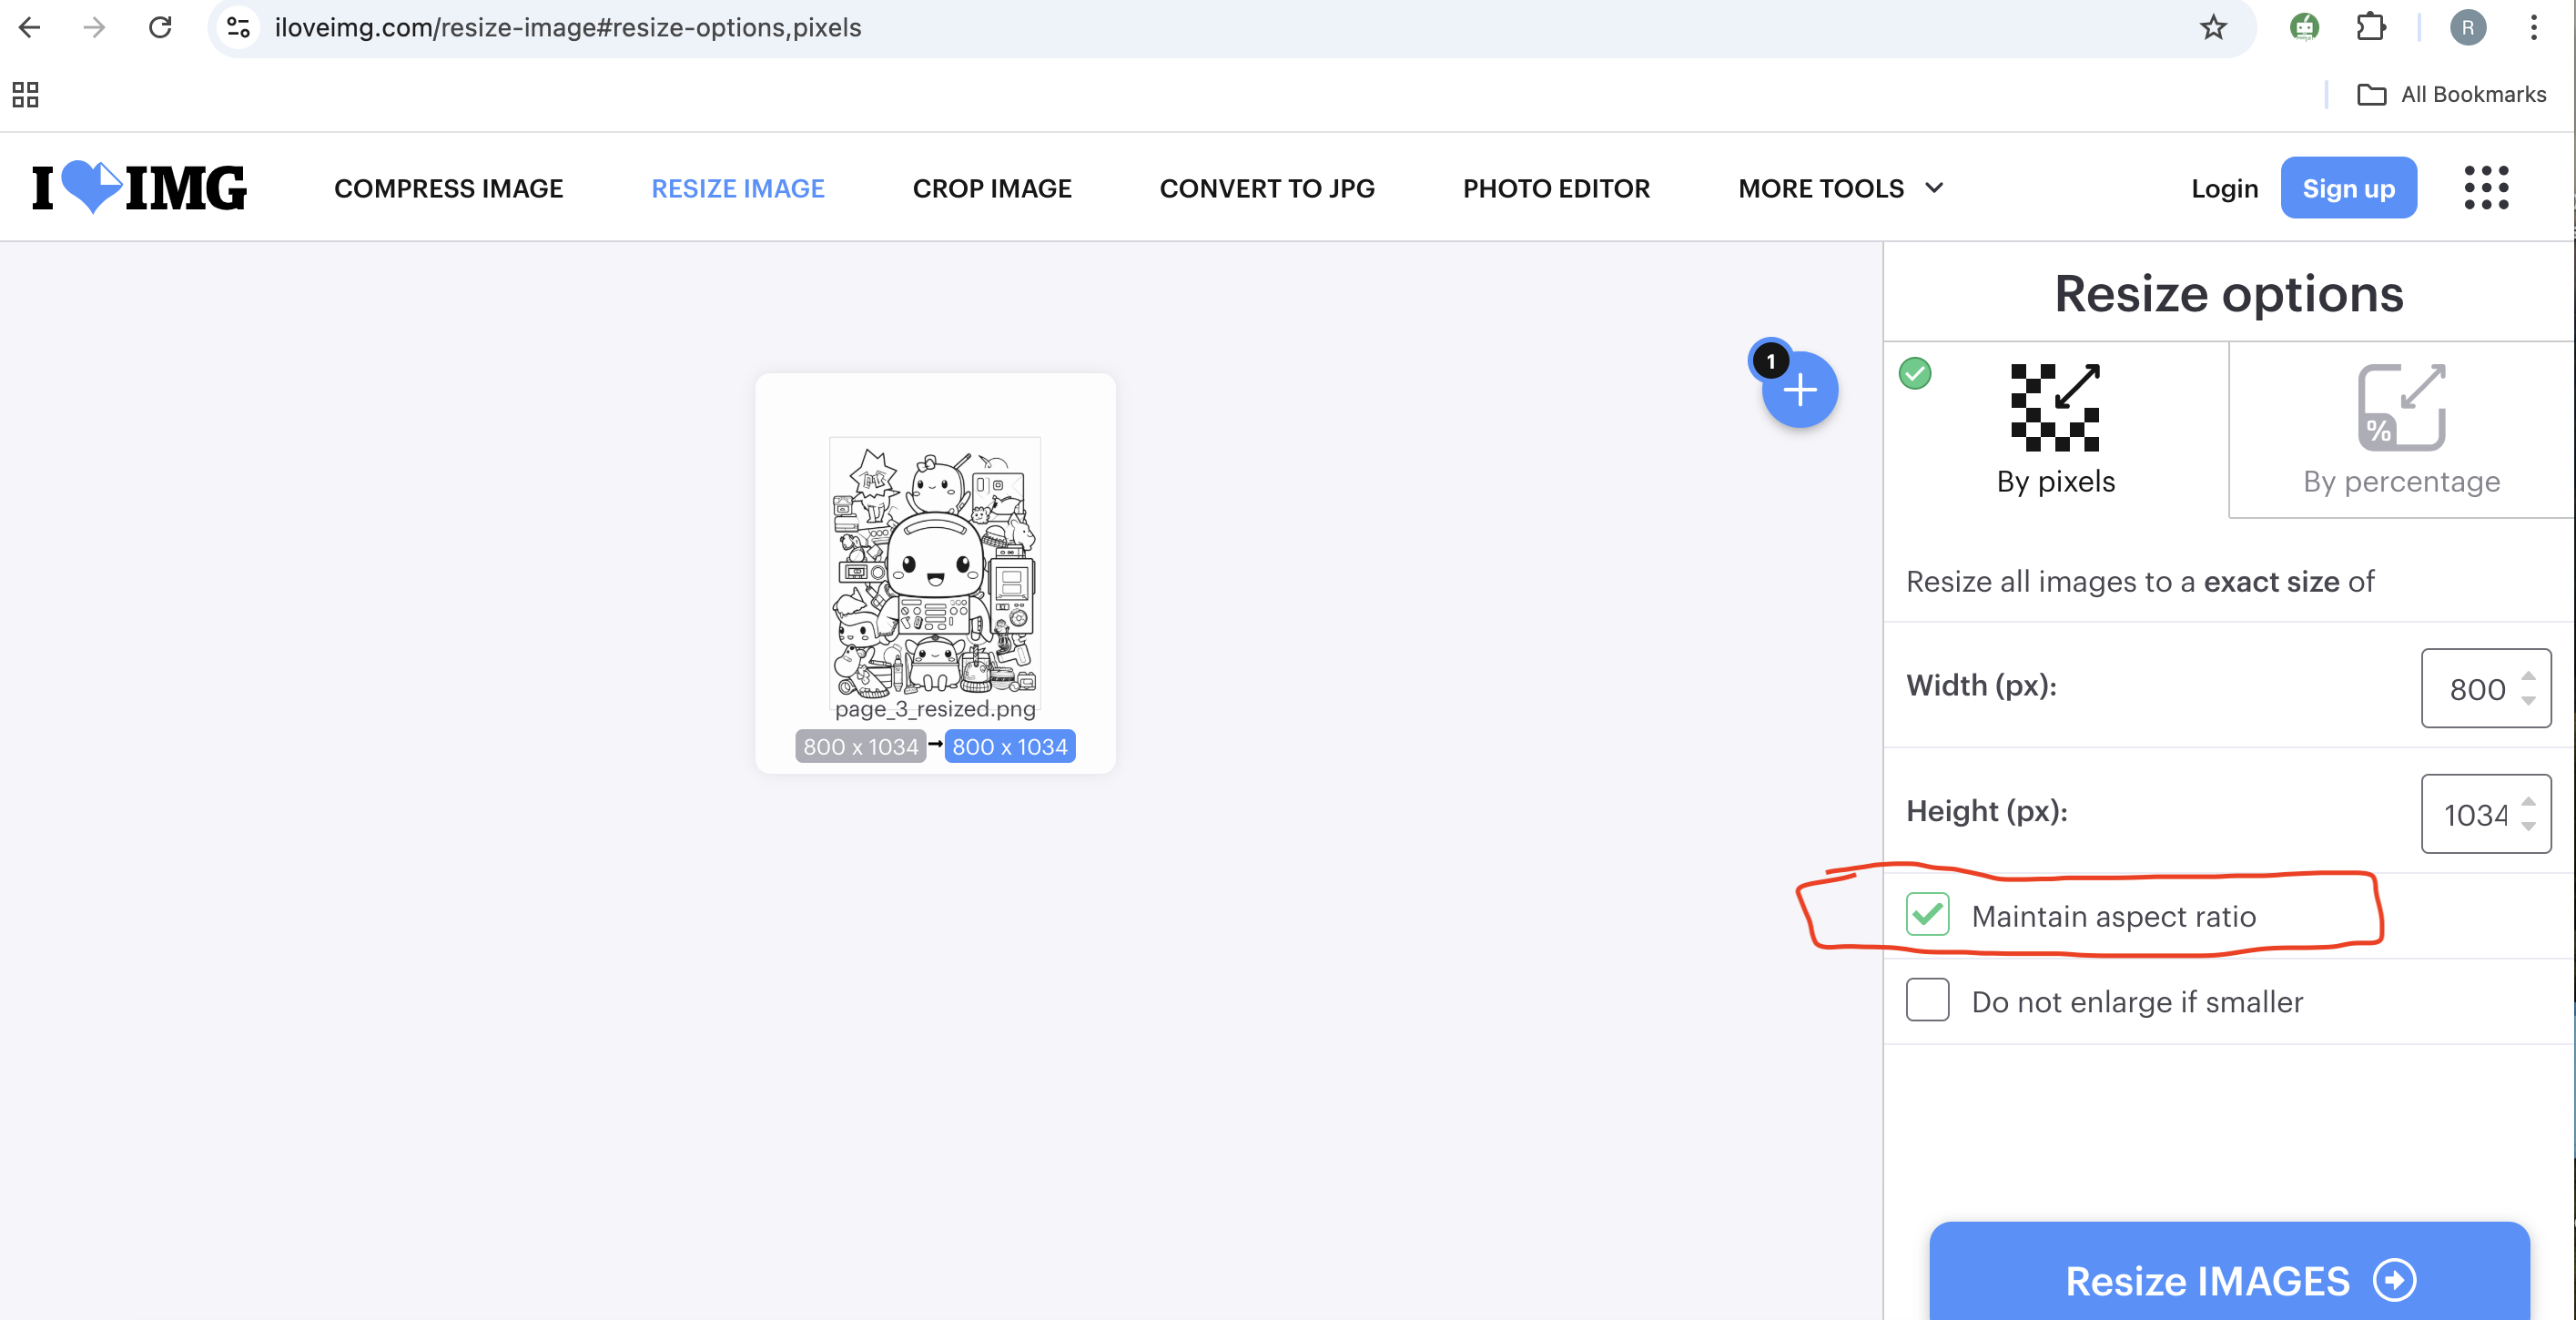 iloveimg.com/resize-image#resize-options,pixels
R
All Bookmarks
I IMG
COMPRESS IMAGE
RESIZE IMAGE
CROP IMAGE
CONVERT TO JPG
PHOTO EDITOR
MORE TOOLS
Login
Sign up
Resize options
1
%
By pixels
By percentage
Resize all images to a exact size of
Width (px):
800
page_3_resized.png
800 x 1034
800 x 1034
Height (px):
1034
Maintain aspect ratio
Do not enlarge if smaller
Resize IMAGES